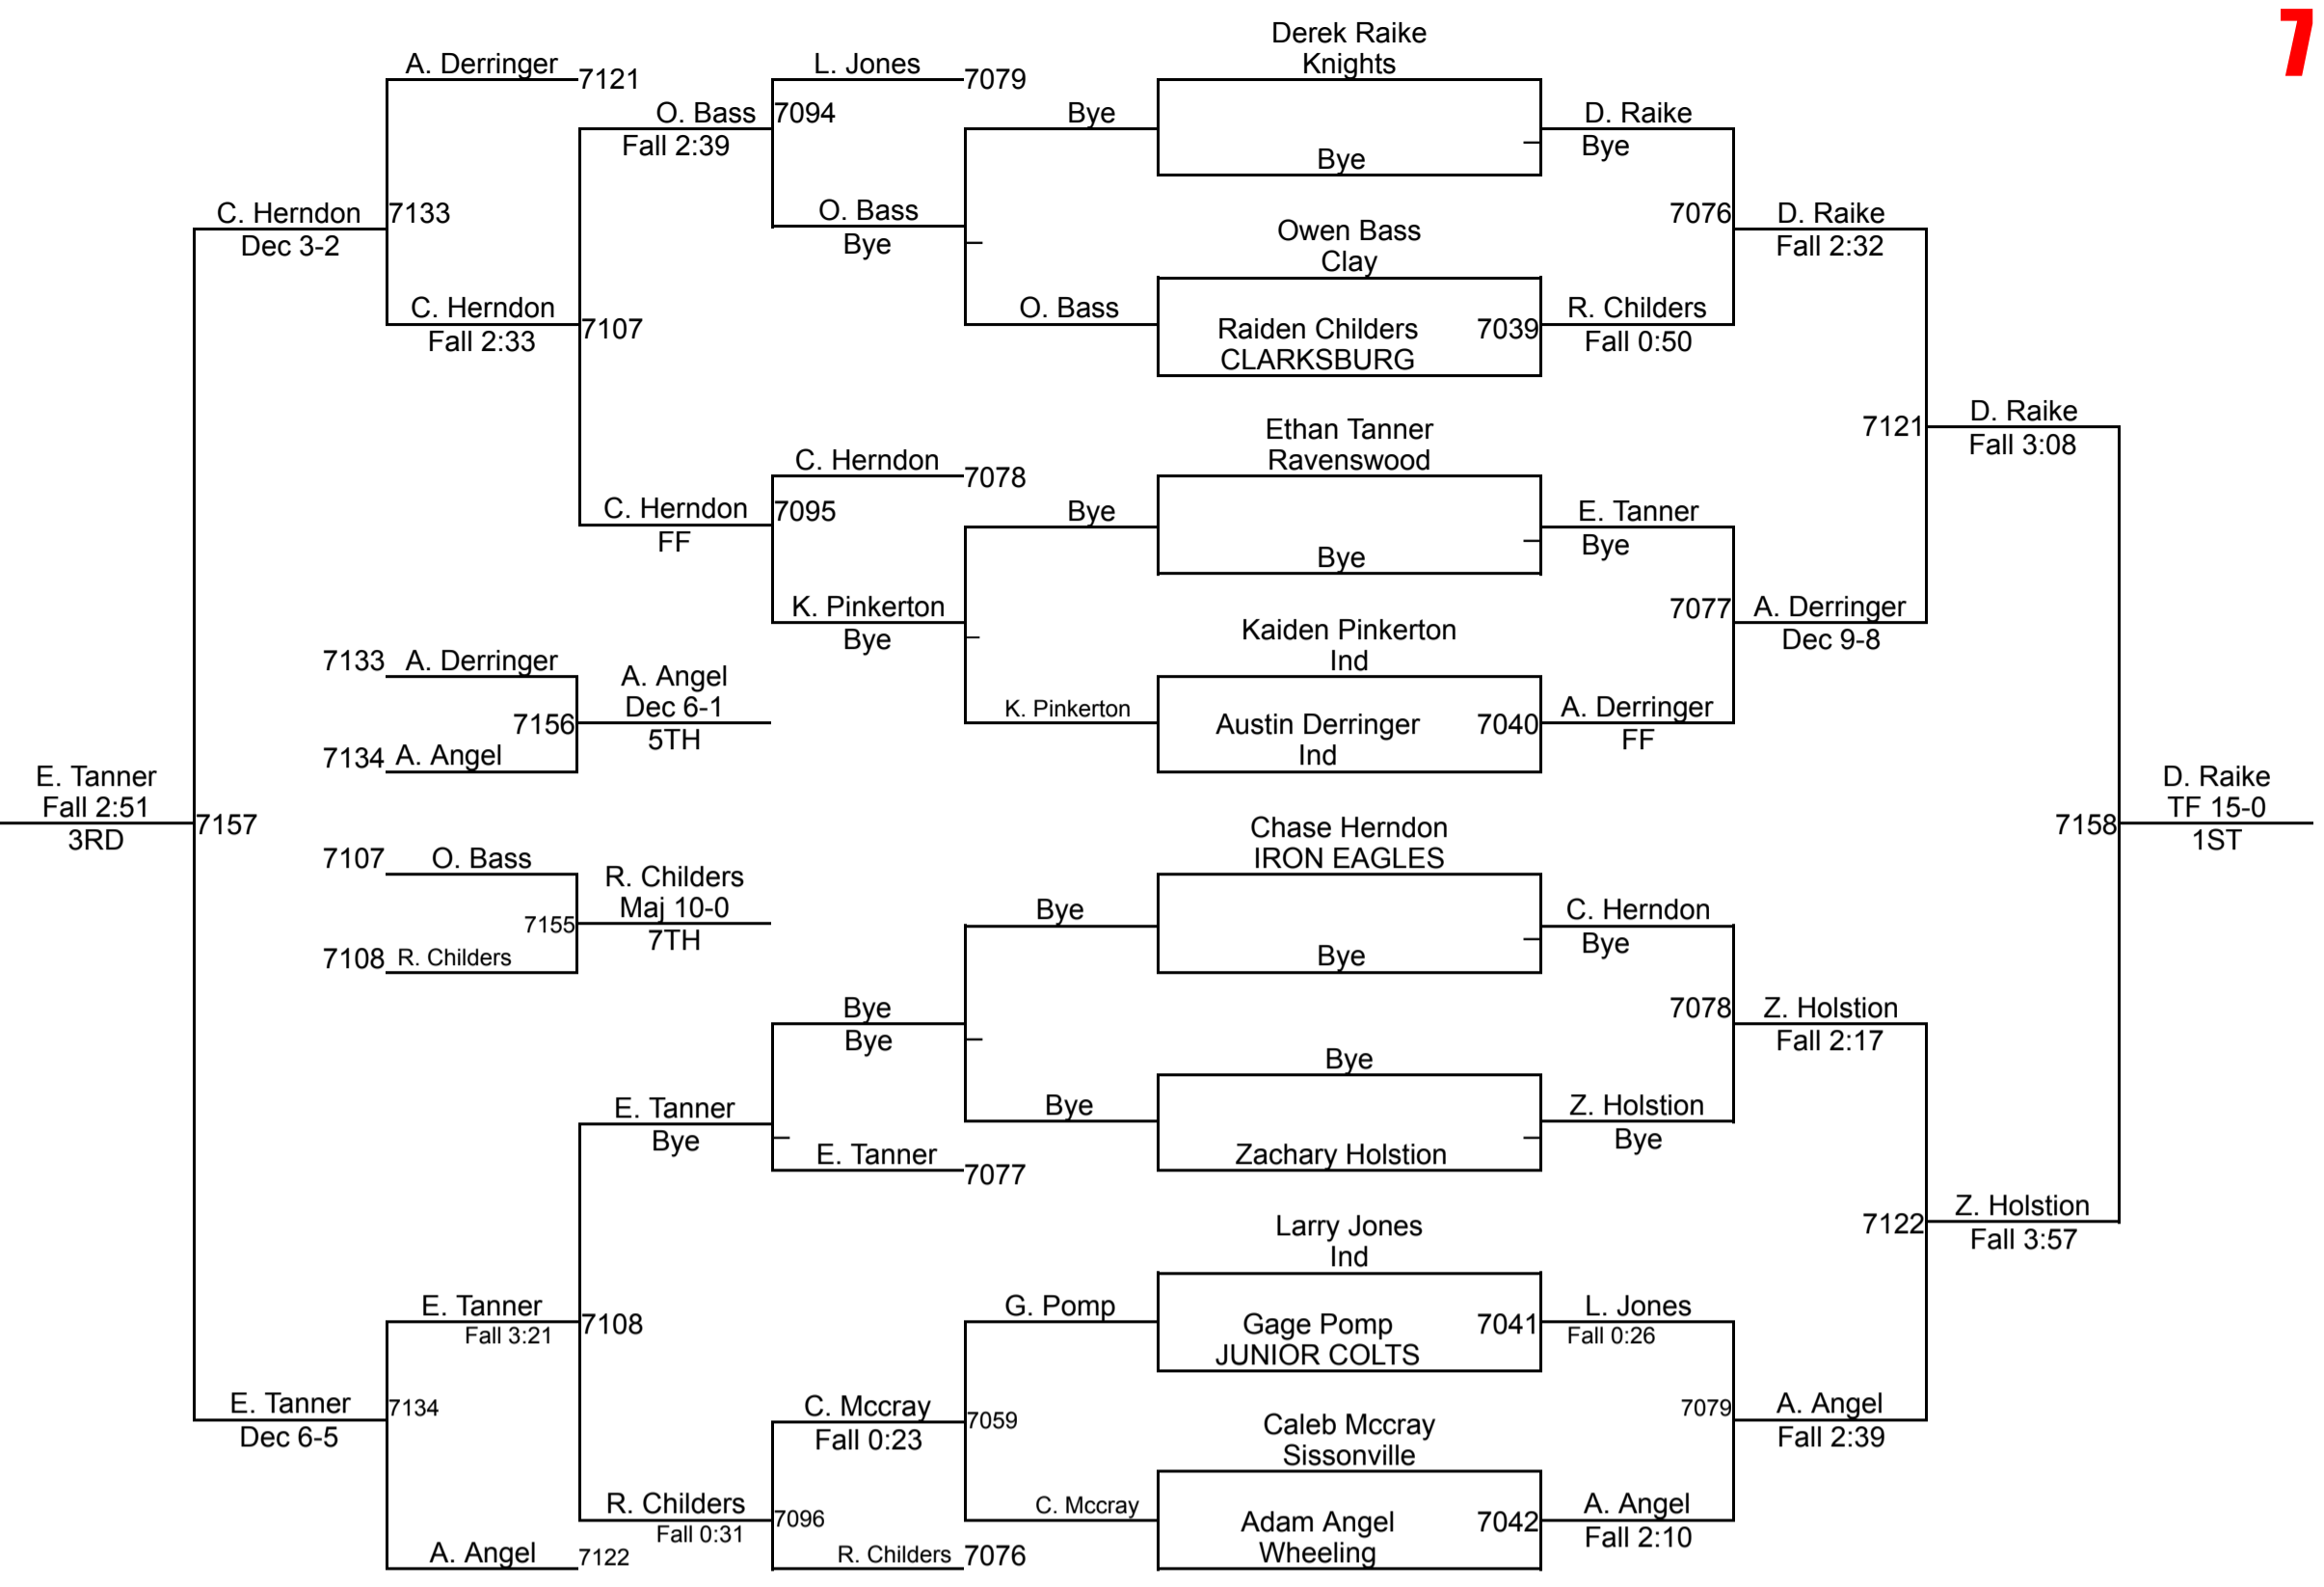 7
Derek Raike
Knights
A. Derringer
7121
L. Jones
7079
O. Bass
7094
Fall 2:39
Bye
D. Raike
Bye
Bye
C. Herndon
7133
Dec 3-2
O. Bass
Bye
Owen Bass
Clay
7076
D. Raike
Fall 2:32
C. Herndon
Fall 2:33
7107
O. Bass
Raiden Childers
7039
CLARKSBURG
R. Childers
Fall 0:50
Ethan Tanner
Ravenswood
7121
D. Raike
Fall 3:08
C. Herndon
7078
C. Herndon
7095
FF
Bye
E. Tanner
Bye
Bye
K. Pinkerton
Bye
Kaiden Pinkerton
Ind
7077
A. Derringer
Dec 9-8
7133
A. Derringer
A. Angel
Dec 6-1
7156
5TH
K. Pinkerton
Austin Derringer
7040
Ind
A. Derringer
FF
7134
A. Angel
E. Tanner
Fall 2:51
7157
3RD
Chase Herndon
IRON EAGLES
D. Raike
TF 15-0
7158
1ST
7107
O. Bass
R. Childers
Maj 10-0
7155
7TH
7108
R. Childers
Bye
Bye
C. Herndon
Bye
Bye
Bye
7078
Z. Holstion
Fall 2:17
Bye
E. Tanner
Bye
Bye
Zachary Holstion
Z. Holstion
Bye
E. Tanner
7077
Larry Jones
Ind
7122
Z. Holstion
Fall 3:57
E. Tanner
Fall 3:21
7108
G. Pomp
Gage Pomp
7041
JUNIOR COLTS
L. Jones
Fall 0:26
E. Tanner
7134
Dec 6-5
C. Mccray
Fall 0:23
7059
Caleb Mccray
Sissonville
7079
A. Angel
Fall 2:39
R. Childers
Fall 0:31
7096
C. Mccray
Adam Angel
7042
Wheeling
A. Angel
Fall 2:10
A. Angel
7122
R. Childers
7076